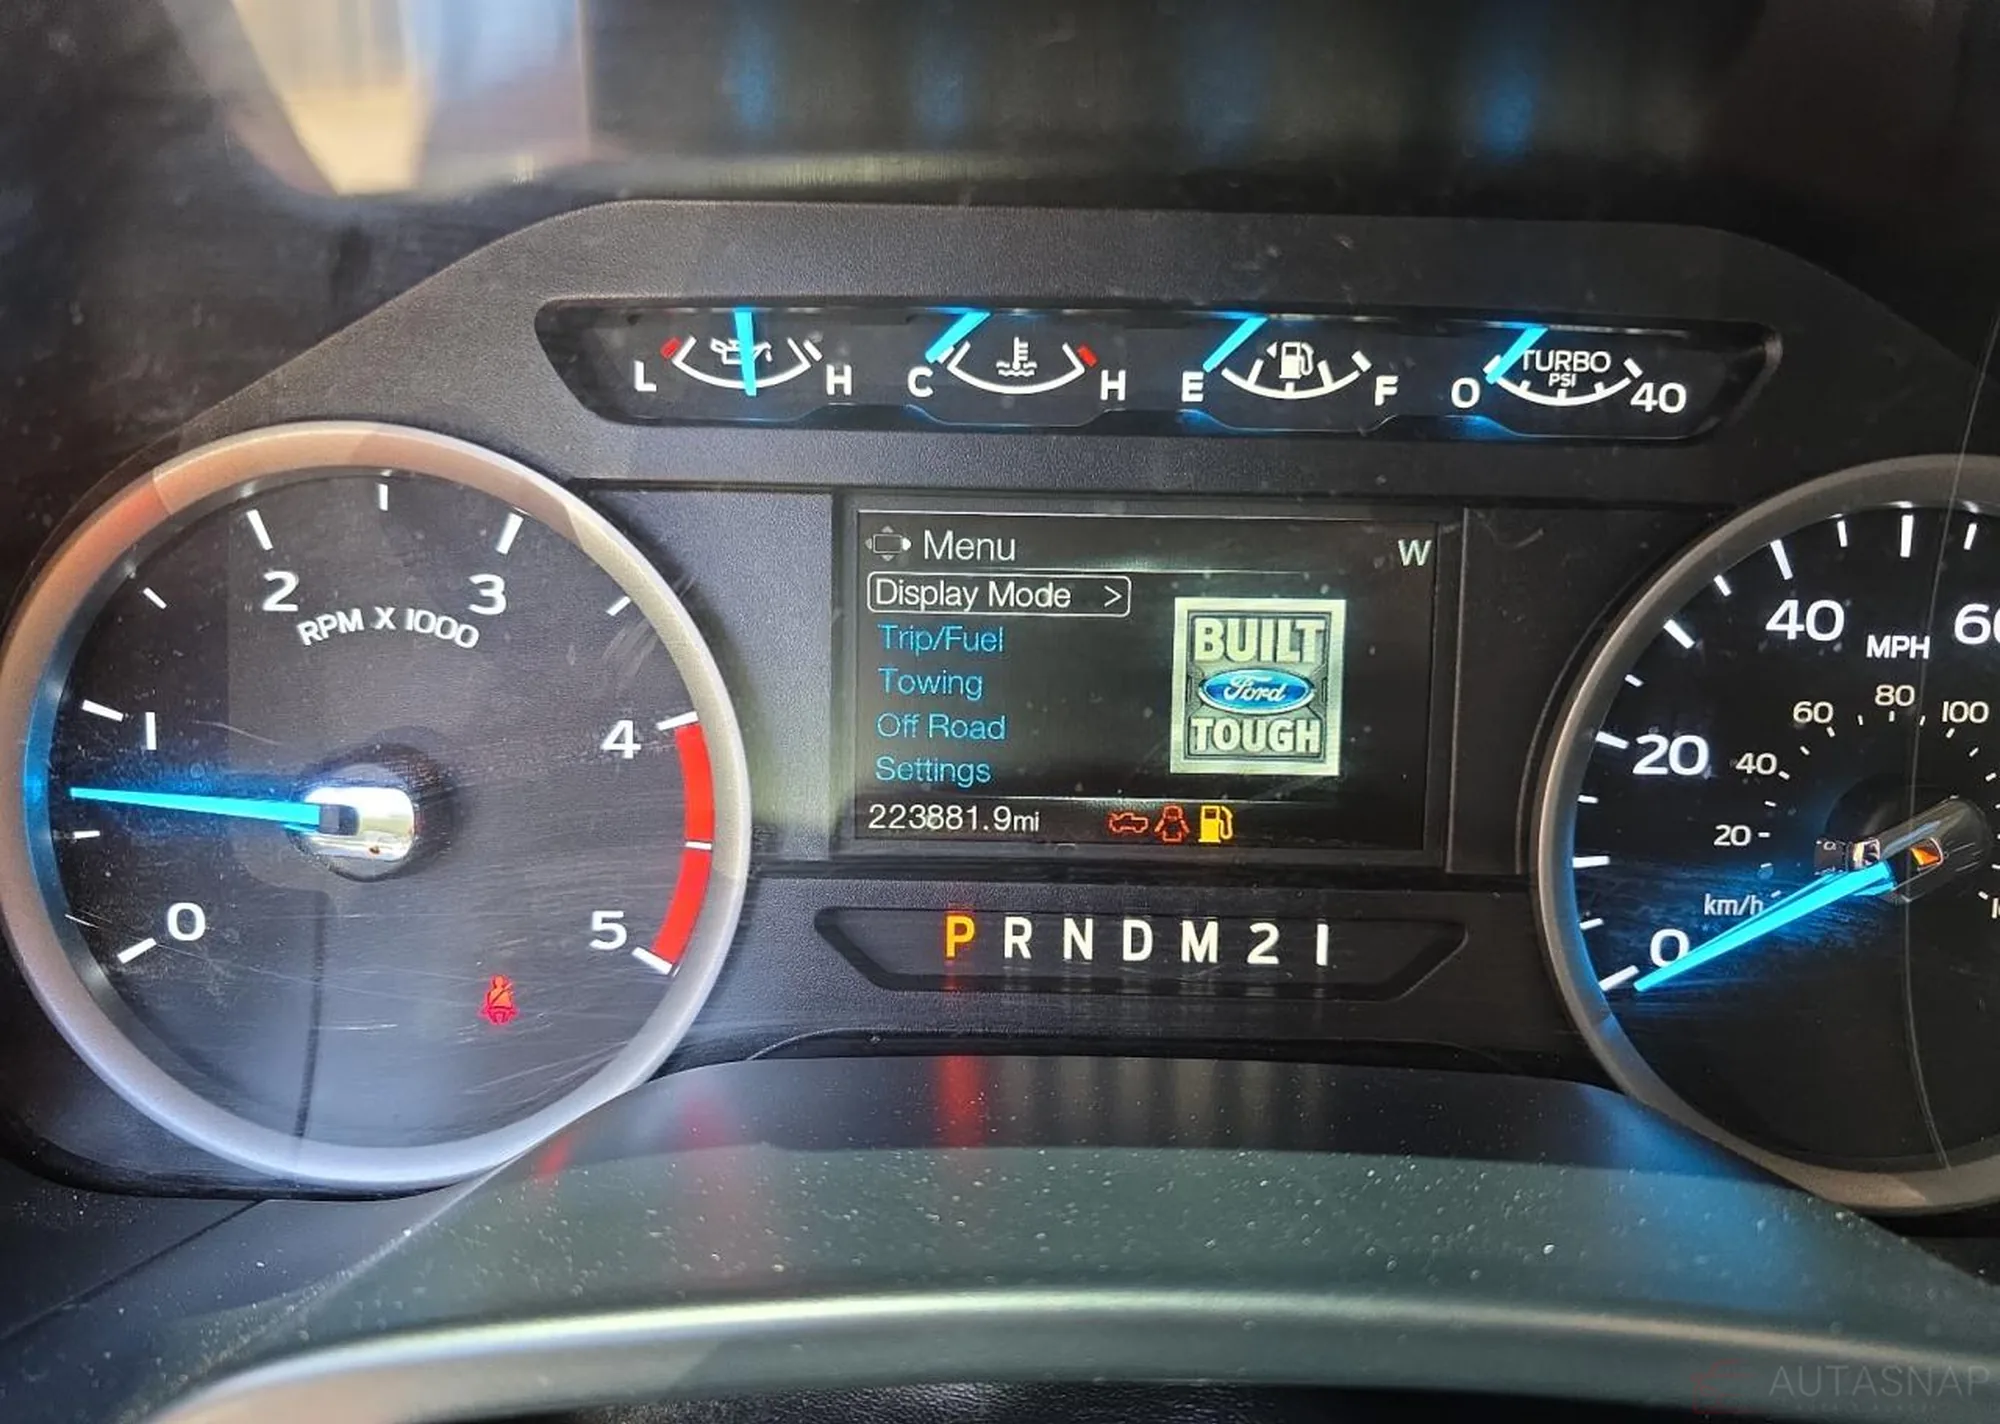 L H C H E F 0 TURBO PSI 40
Menu W
Display Mode >
Trip/Fuel
Towing
Off Road
Settings
223881.9mi
BUILT
Ford
TOUGH
0 1 2 3 4 5
RPM X 1000
P R N D M 2 1
0 20 40 60
MPH
20 40 60 80 100
km/h
AUTASNAP